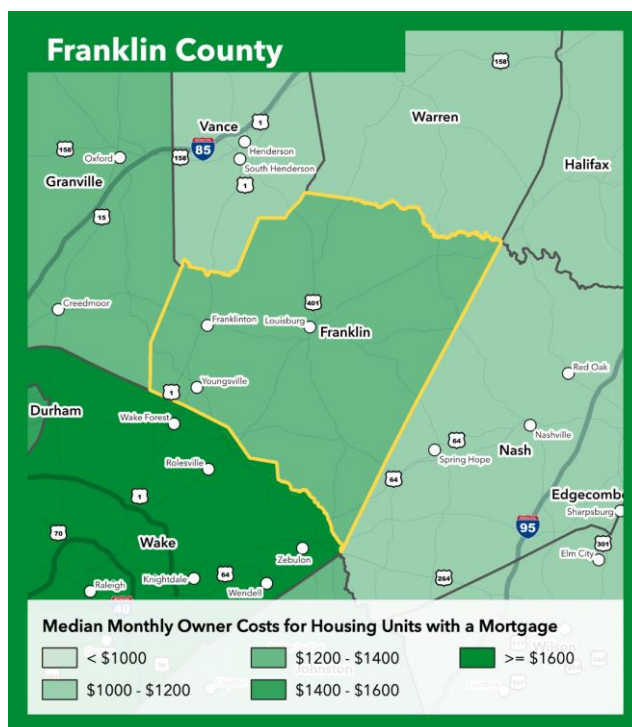 Franklin County
158
Vance
1
Warren
85
Henderson
158
Oxford
158
South Henderson
Halifax
Granville
1
15
401
Creedmoor
Franklinton
Louisburg
Franklin
Red Oak
Youngsville
1
Durham
Wake Forest
64
Nashville
Spring Hope
Nash
Rolesville
64
Edgecombe
1
Sharpsburg
95
70
Wake
301
Zebulon
Elm City
Knightdale
64
264
Raleigh
Wendell
40
Median Monthly Owner Costs for Housing Units with a Mortgage
< $1000
$1200 - $1400
>= $1600
Wilson
Johnston
$1000 - $1200
$1400 - $1600
Clayton